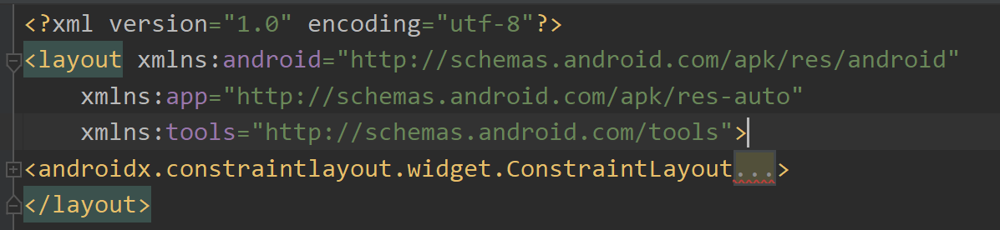 <?xml version="1.0" encoding="utf-8"?>
<layout xmlns:android="http://schemas.android.com/apk/res/android"
xmlns:app="http://schemas.android.com/apk/res-auto"
xmlns:tools="http://schemas.android.com/tools">
<androidx.constraintlayout.widget.ConstraintLayout...>
</layout>